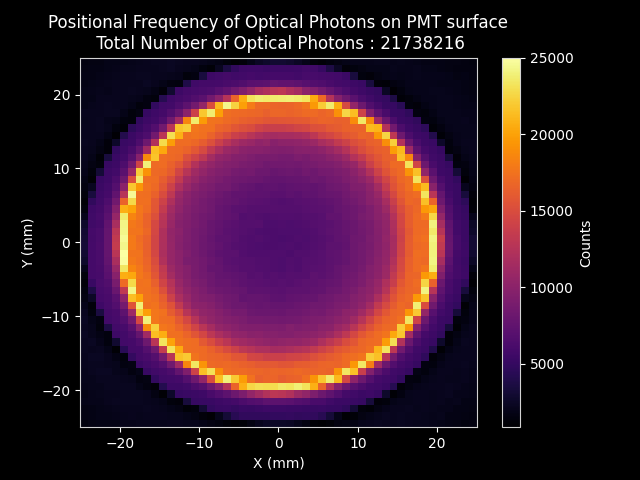 Positional Frequency of Optical Photons on PMT surface
Total Number of Optical Photons : 21738216
20
10
0
−10
−20
Y (mm)
−20 −10 0 10 20
X (mm)
25000
20000
15000
10000
5000
Counts